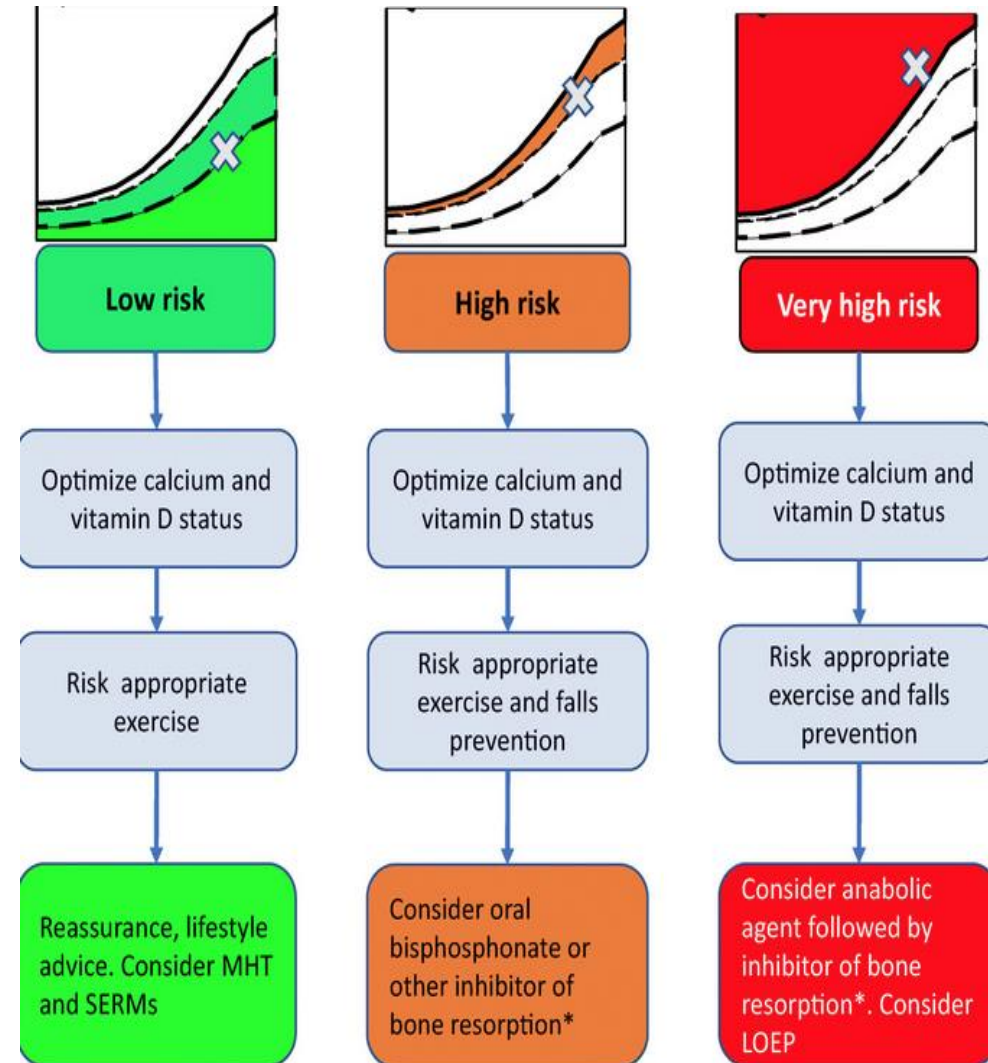 Low risk
High risk
Very high risk
Optimize calcium and
vitamin D status
Optimize calcium and
vitamin D status
Optimize calcium and
vitamin D status
Risk appropriate
exercise
Risk appropriate
exercise and falls
prevention
Risk appropriate
exercise and falls
prevention
Reassurance, lifestyle
advice. Consider MHT
and SERMs
Consider oral
bisphosphonate or
other inhibitor of
bone resorption*
Consider anabolic
agent followed by
inhibitor of bone
resorption*. Consider
LOEP